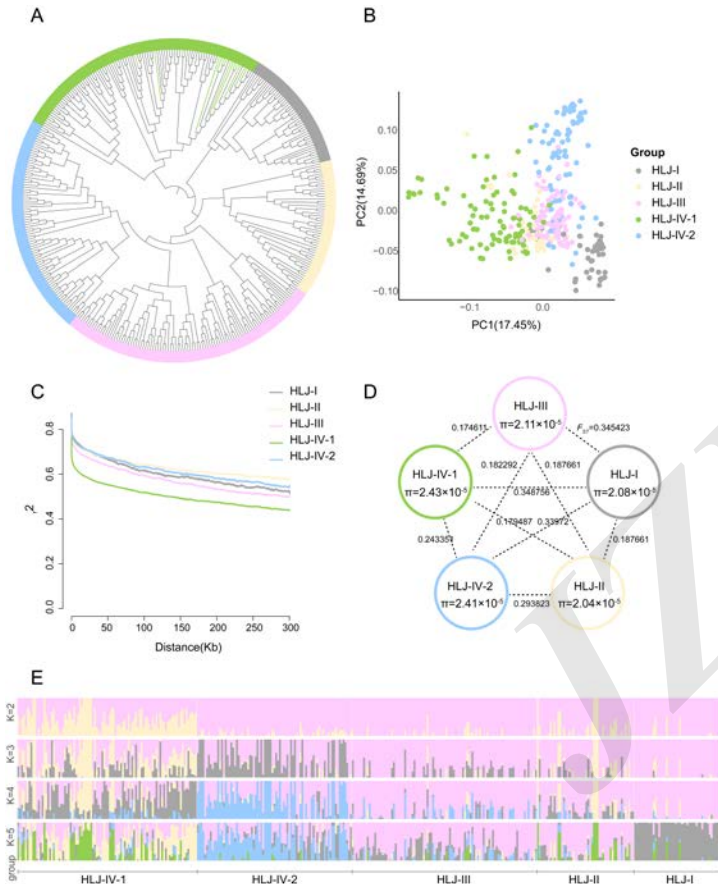 A
B
0.10
0.05
0.00
−0.05
−0.10
PC2(14.69%)
−0.1
0.0
PC1(17.45%)
Group
HLJ-I
HLJ-II
HLJ-III
HLJ-IV-1
HLJ-IV-2
C
HLJ-I
HLJ-II
HLJ-III
HLJ-IV-1
HLJ-IV-2
0.8
0.6
0.4
0.2
0
r2
0
50
100
150
200
250
300
Distance(Kb)
D
HLJ-III
π=2.11×10-5
0.174611
FST=0.345423
HLJ-IV-1
π=2.43×10-5
0.182292
0.187661
HLJ-I
π=2.08×10-5
0.348756
0.179487
0.33972
0.243354
0.187661
HLJ-IV-2
π=2.41×10-5
0.293823
HLJ-II
π=2.04×10-5
E
K=2
K=3
K=4
K=5
group
HLJ-IV-1
HLJ-IV-2
HLJ-III
HLJ-II
HLJ-I